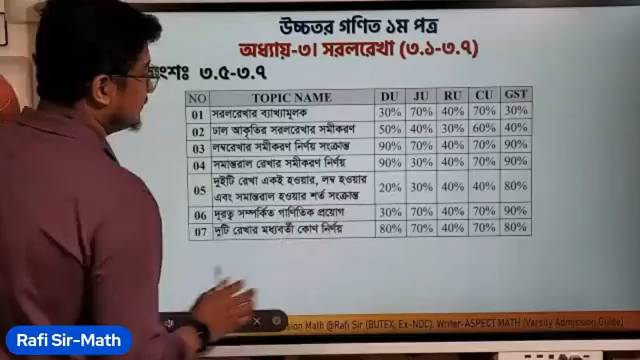 উচ্চতর গণিত ১ম পত্র
অধ্যায়-৩। সরলরেখা (৩.১-৩.৭)
৩.৫-৩.৭
NO TOPIC NAME DU JU RU CU GST
01 সরলরেখার ব্যাখ্যামূলক 30% 70% 40% 70% 30%
02 ঢাল আকৃতির সরলরেখার সমীকরণ 50% 40% 30% 60% 40%
03 লম্বরেখার সমীকরণ নির্ণয় সংক্রান্ত 90% 70% 40% 70% 90%
04 সমান্তরাল রেখার সমীকরণ নির্ণয় 90% 30% 40% 70% 90%
05 দুইটি রেখা একই হওয়ার, লম্ব হওয়ার
এবং সমান্তরাল হওয়ার শর্ত সংক্রান্ত 20% 30% 40% 40% 80%
06 দূরত্ব সম্পর্কিত গাণিতিক প্রয়োগ 30% 70% 40% 70% 90%
07 দুটি রেখার মধ্যবর্তী কোণ নির্ণয় 80% 70% 40% 70% 80%
Math @Rafi Sir (BUTEX, Ex-NDC). Writer-ASPECT MATH (Varsity Admission Guide)
Rafi Sir-Math